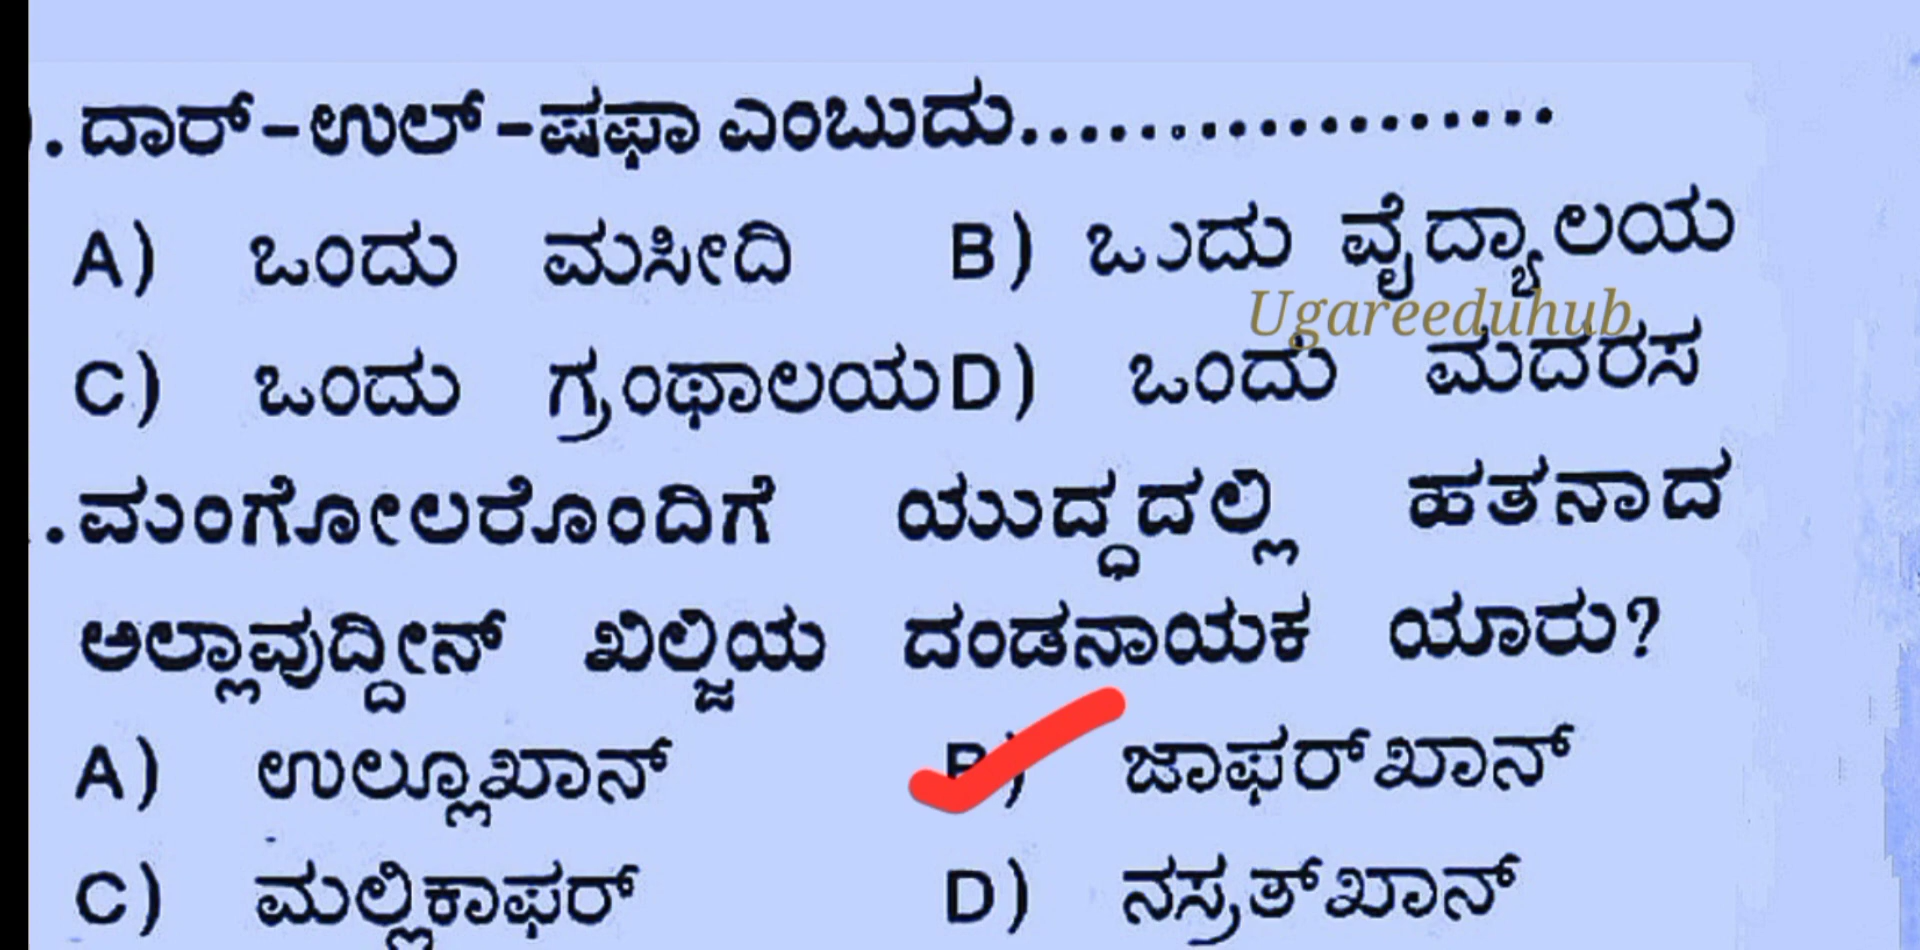 . ದಾರ್-ಉಲ್-ಷಫಾ ಎಂಬುದು..................
A) ಒಂದು ಮಸೀದಿ B) ಒಂದು ವೈದ್ಯಾಲಯ
Ugareeduhub
C) ಒಂದು ಗ್ರಂಥಾಲಯ D) ಒಂದು ಮದರಸ
. ಮಂಗೋಲರೊಂದಿಗೆ ಯುದ್ಧದಲ್ಲಿ ಹತನಾದ
ಅಲ್ಲಾವುದ್ದೀನ್ ಖಿಲ್ಜಿಯ ದಂಡನಾಯಕ ಯಾರು?
A) ಉಲ್ಲೂಖಾನ್ B) ಜಾಫರ್‌ಖಾನ್
C) ಮಲ್ಲಿಕಾಫರ್ D) ನಸ್ರತ್‌ಖಾನ್